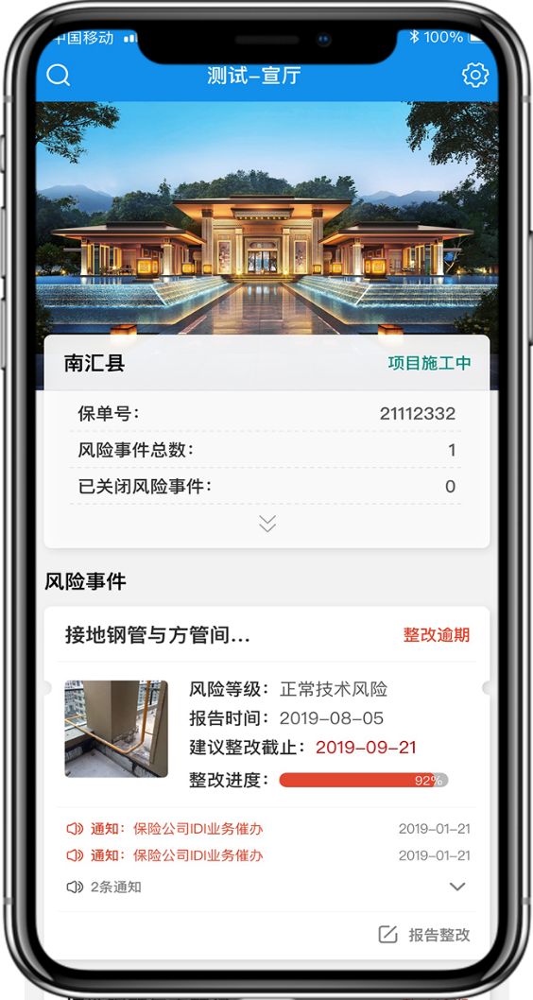 中国移动 100%
测试–宣厅
南汇县 项目施工中
保单号： 21112332
风险事件总数： 1
已关闭风险事件： 0
风险事件
接地钢管与方管间... 整改逾期
风险等级：正常技术风险
报告时间：2019–08–05
建议整改截止：2019–09–21
整改进度： 92%
通知：保险公司IDI业务催办 2019–01–21
通知：保险公司IDI业务催办 2019–01–21
2条通知
报告整改